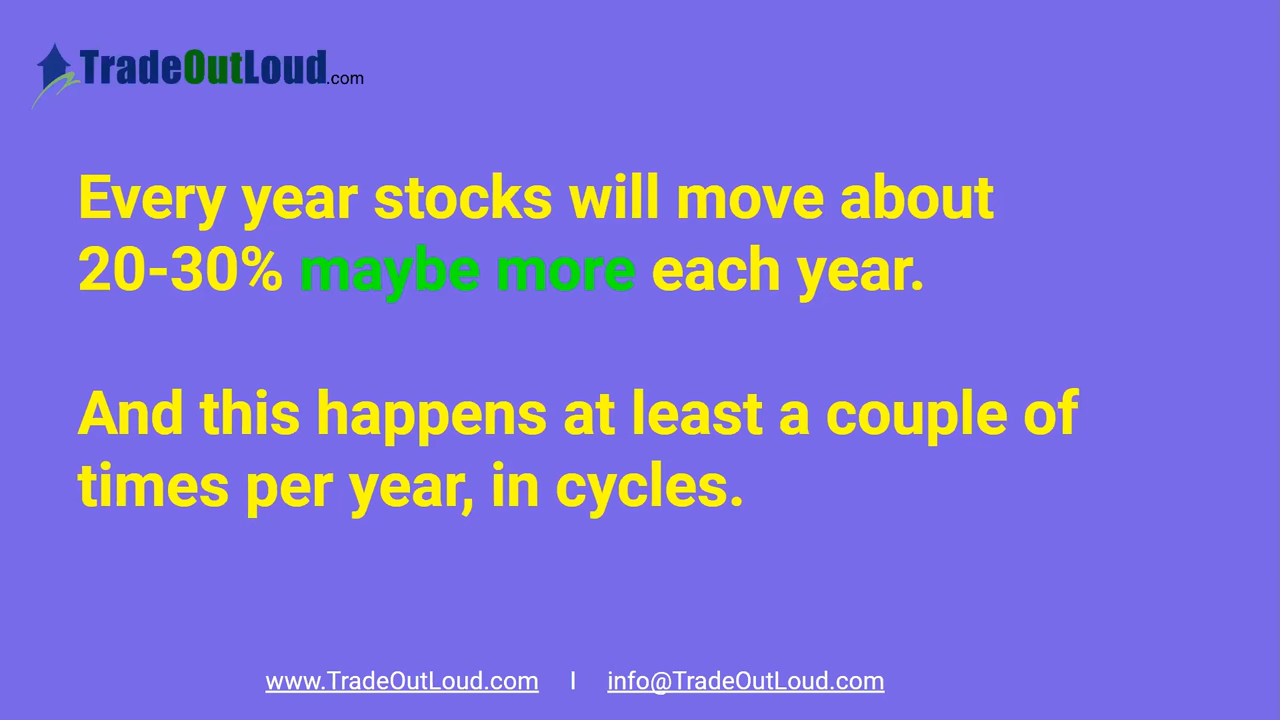 TradeOutLoud.com
Every year stocks will move about
20-30% maybe more each year.
And this happens at least a couple of
times per year, in cycles.
www.TradeOutLoud.com I info@TradeOutLoud.com